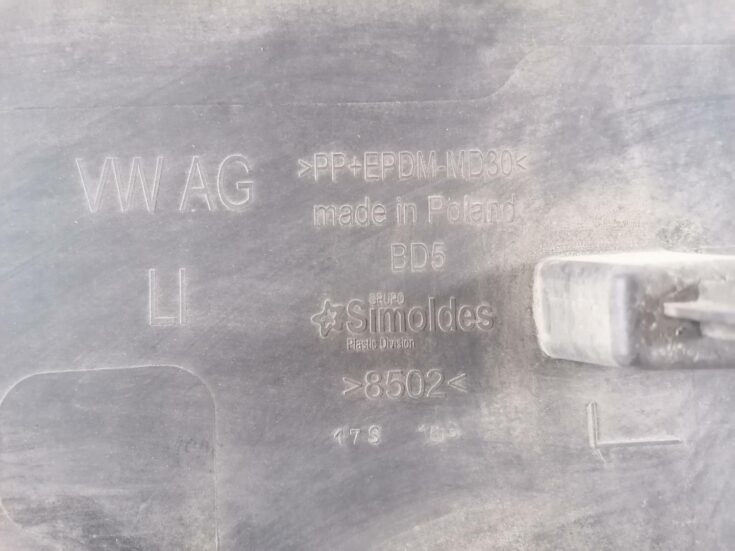 VW AG
LI
>PP+EPDM-MD30<
made in Poland
BD5
GRUPO
Simoldes
Plastic Division
>8502<
L